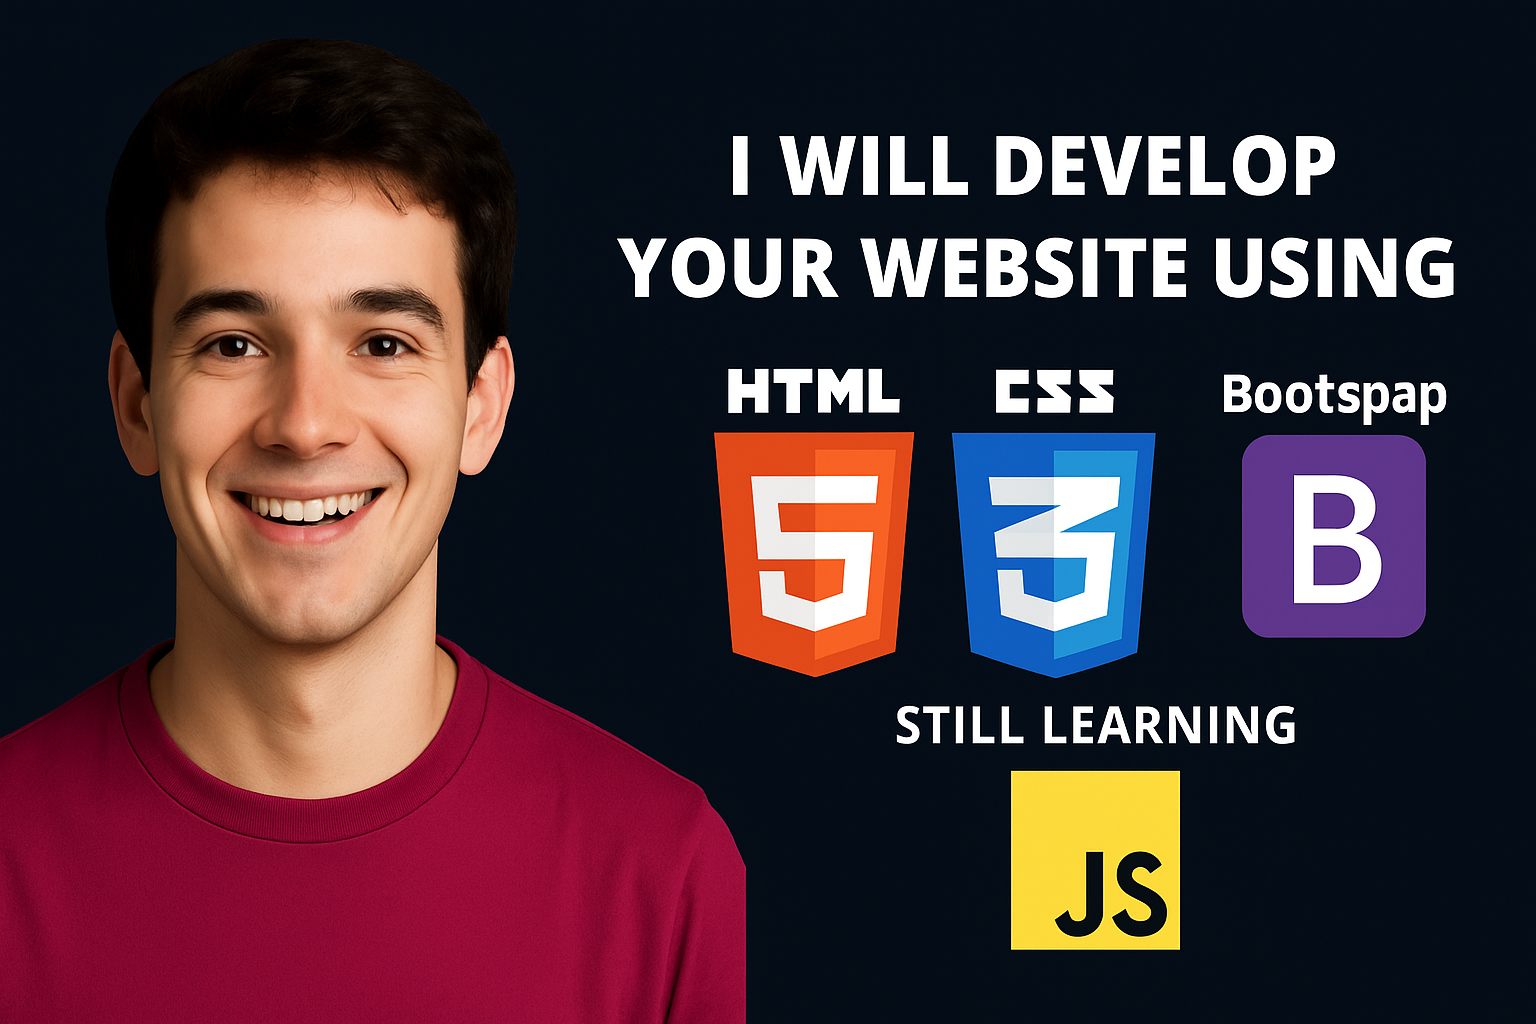 I WILL DEVELOP
YOUR WEBSITE USING
HTML CSS Bootspap
5 3 B
STILL LEARNING
JS